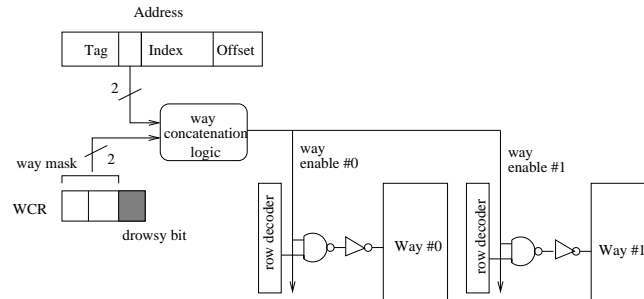 Address
Tag Index Offset
2
way
concatenation
logic
2
way mask
way
enable #0
way
enable #1
WCR
drowsy bit
row decoder
Way #0
row decoder
Way #1